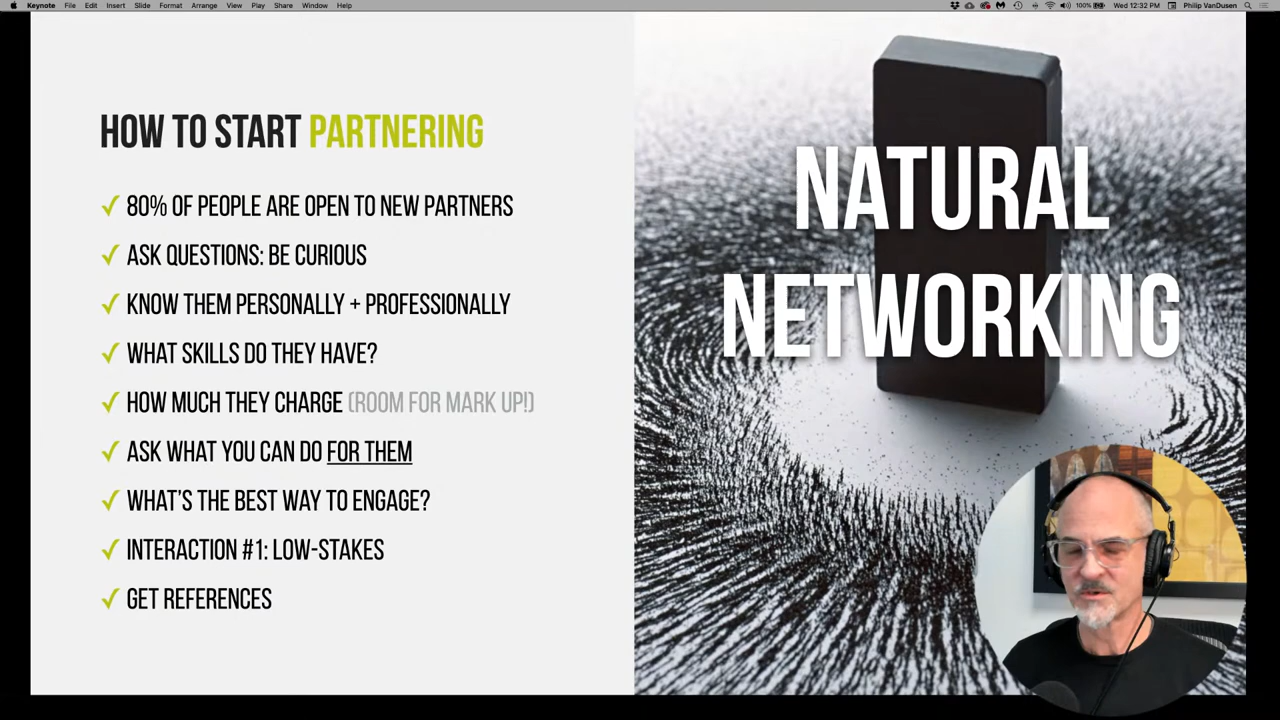 Keynote File Edit Insert Slide Format Arrange View Play Share Window Help
100% Wed 12:32 PM Philip VanDusen
HOW TO START PARTNERING
80% OF PEOPLE ARE OPEN TO NEW PARTNERS
ASK QUESTIONS: BE CURIOUS
KNOW THEM PERSONALLY + PROFESSIONALLY
WHAT SKILLS DO THEY HAVE?
HOW MUCH THEY CHARGE (ROOM FOR MARK UP!)
ASK WHAT YOU CAN DO FOR THEM
WHAT'S THE BEST WAY TO ENGAGE?
INTERACTION #1: LOW-STAKES
GET REFERENCES
NATURAL
NETWORKING